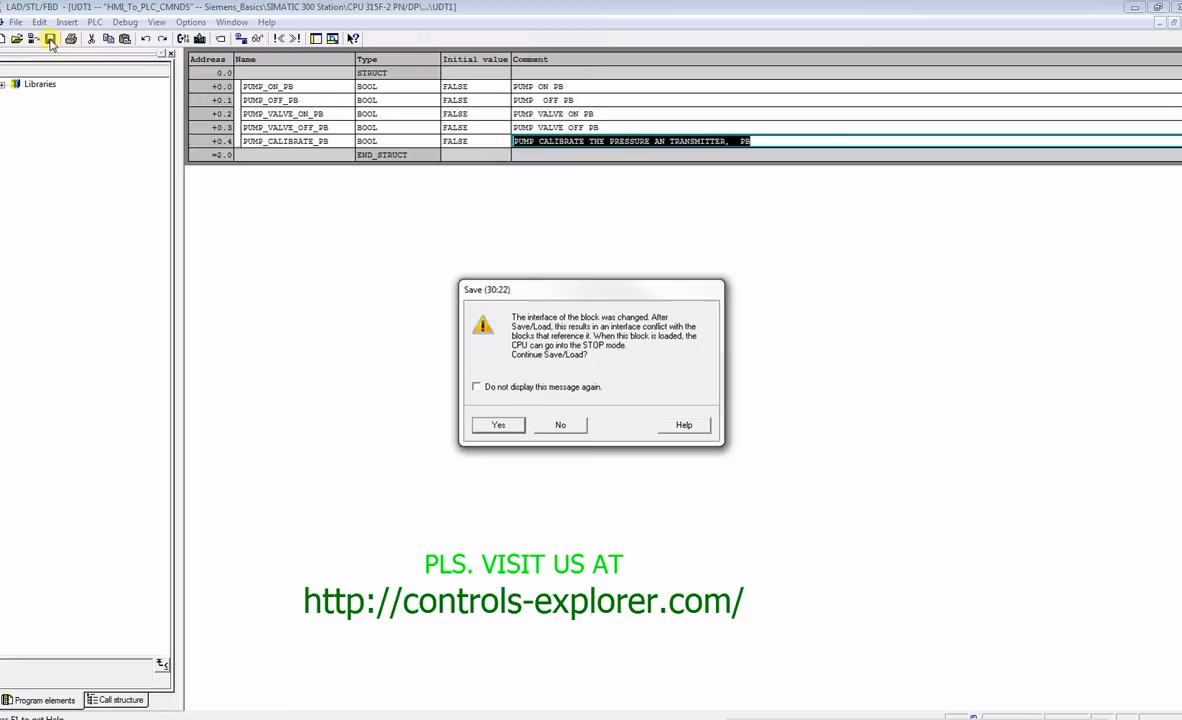 LAD/STL/FBD - [UDT1 -- "HMI_To_PLC_CMNDS" -- Siemens_Basics\SIMATIC 300 Station\CPU 315F-2 PN/DP\...\UDT1]
File Edit Insert PLC Debug View Options Window Help
Address Name Type Initial value Comment
0.0 STRUCT
+0.0 PUMP_ON_PB BOOL FALSE PUMP ON PB
+0.1 PUMP_OFF_PB BOOL FALSE PUMP  OFF PB
+0.2 PUMP_VALVE_ON_PB BOOL FALSE PUMP VALVE ON PB
+0.3 PUMP_VALVE_OFF_PB BOOL FALSE PUMP VALVE OFF PB
+0.4 PUMP_CALIBRATE_PB BOOL FALSE PUMP CALIBRATE THE PRESSURE AN TRANSMITTER,  PB
=2.0 END_STRUCT
Libraries
Save (30:22)
The interface of the block was changed. After
Save/Load, this results in an interface conflict with the
blocks that reference it. When this block is loaded, the
CPU can go into the STOP mode.
Continue Save/Load?
Do not display this message again.
Yes No Help
PLS. VISIT US AT
http://controls-explorer.com/
Program elements Call structure
F1 to get Help